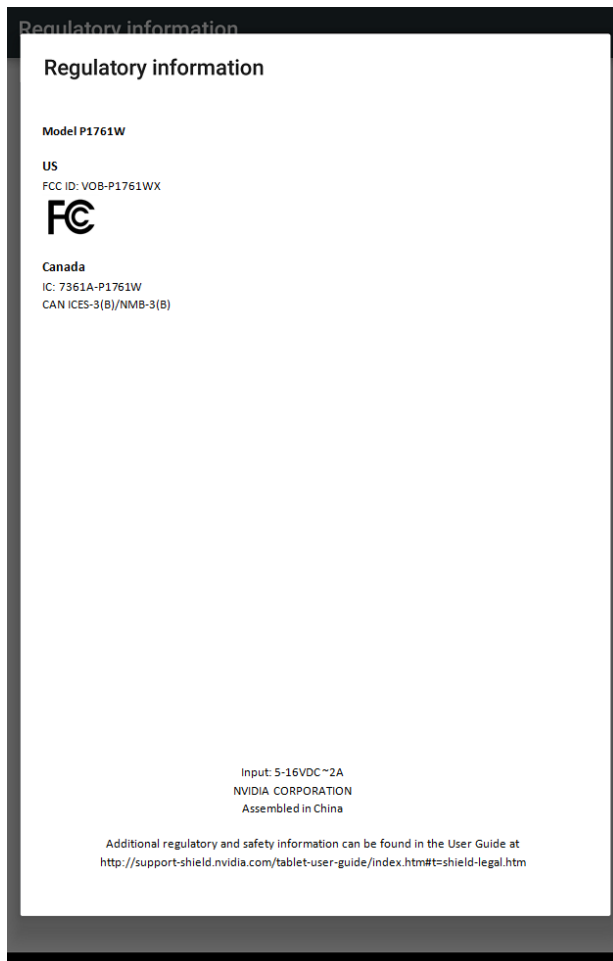 Regulatory information
Regulatory information
Model P1761W
US
FCC ID: VOB-P1761WX
FC
Canada
IC: 7361A-P1761W
CAN ICES-3(B)/NMB-3(B)
Input: 5-16VDC~2A
NVIDIA CORPORATION
Assembled in China
Additional regulatory and safety information can be found in the User Guide at
http://support-shield.nvidia.com/tablet-user-guide/index.htm#t=shield-legal.htm